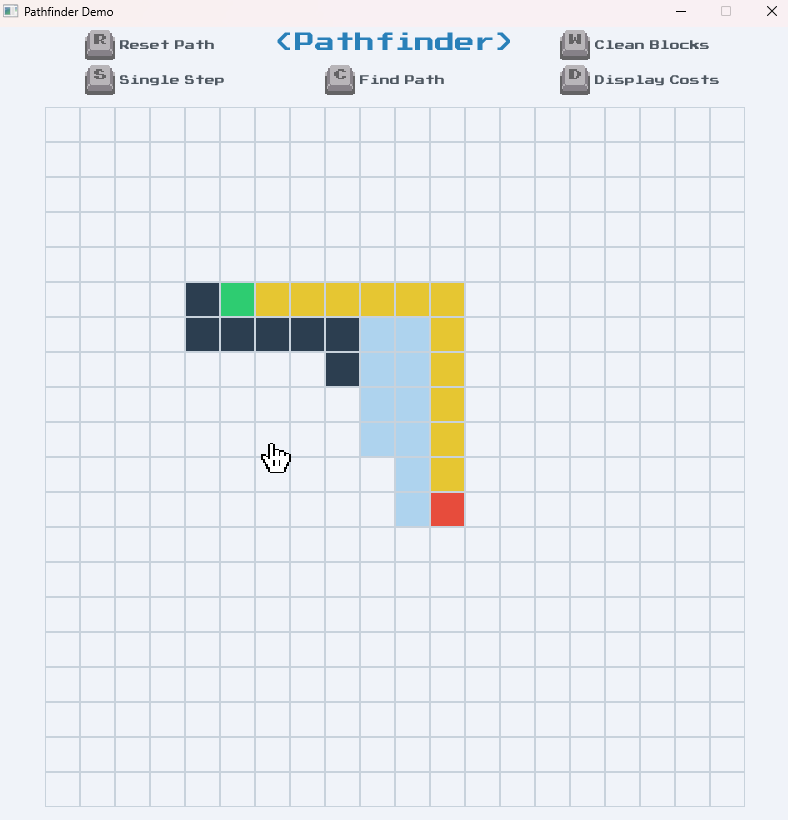 Pathfinder Demo
R Reset Path
<Pathfinder>
W Clean Blocks
S Single Step
C Find Path
D Display Costs